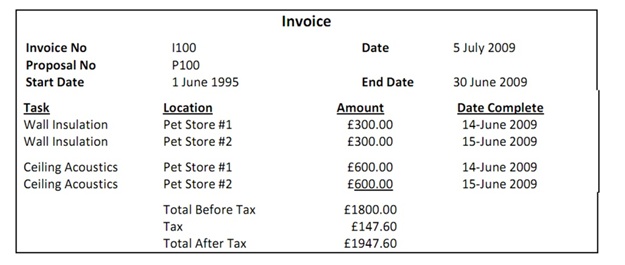 Invoice
Invoice No I100 Date 5 July 2009
Proposal No P100
Start Date 1 June 1995 End Date 30 June 2009
Task Location Amount Date Complete
Wall Insulation Pet Store #1 £300.00 14-June 2009
Wall Insulation Pet Store #2 £300.00 15-June 2009
Ceiling Acoustics Pet Store #1 £600.00 14-June 2009
Ceiling Acoustics Pet Store #2 £600.00 15-June 2009
Total Before Tax £1800.00
Tax £147.60
Total After Tax £1947.60